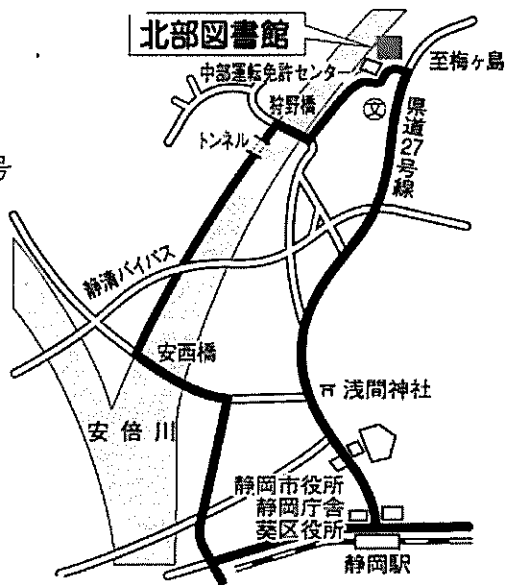 北部図書館
中部運転免許センター
至梅ヶ島
狩野橋
文
トンネル
県道27号線
号
静清バイパス
安西橋
浅間神社
安倍川
静岡市役所
静岡庁舎
葵区役所
静岡駅